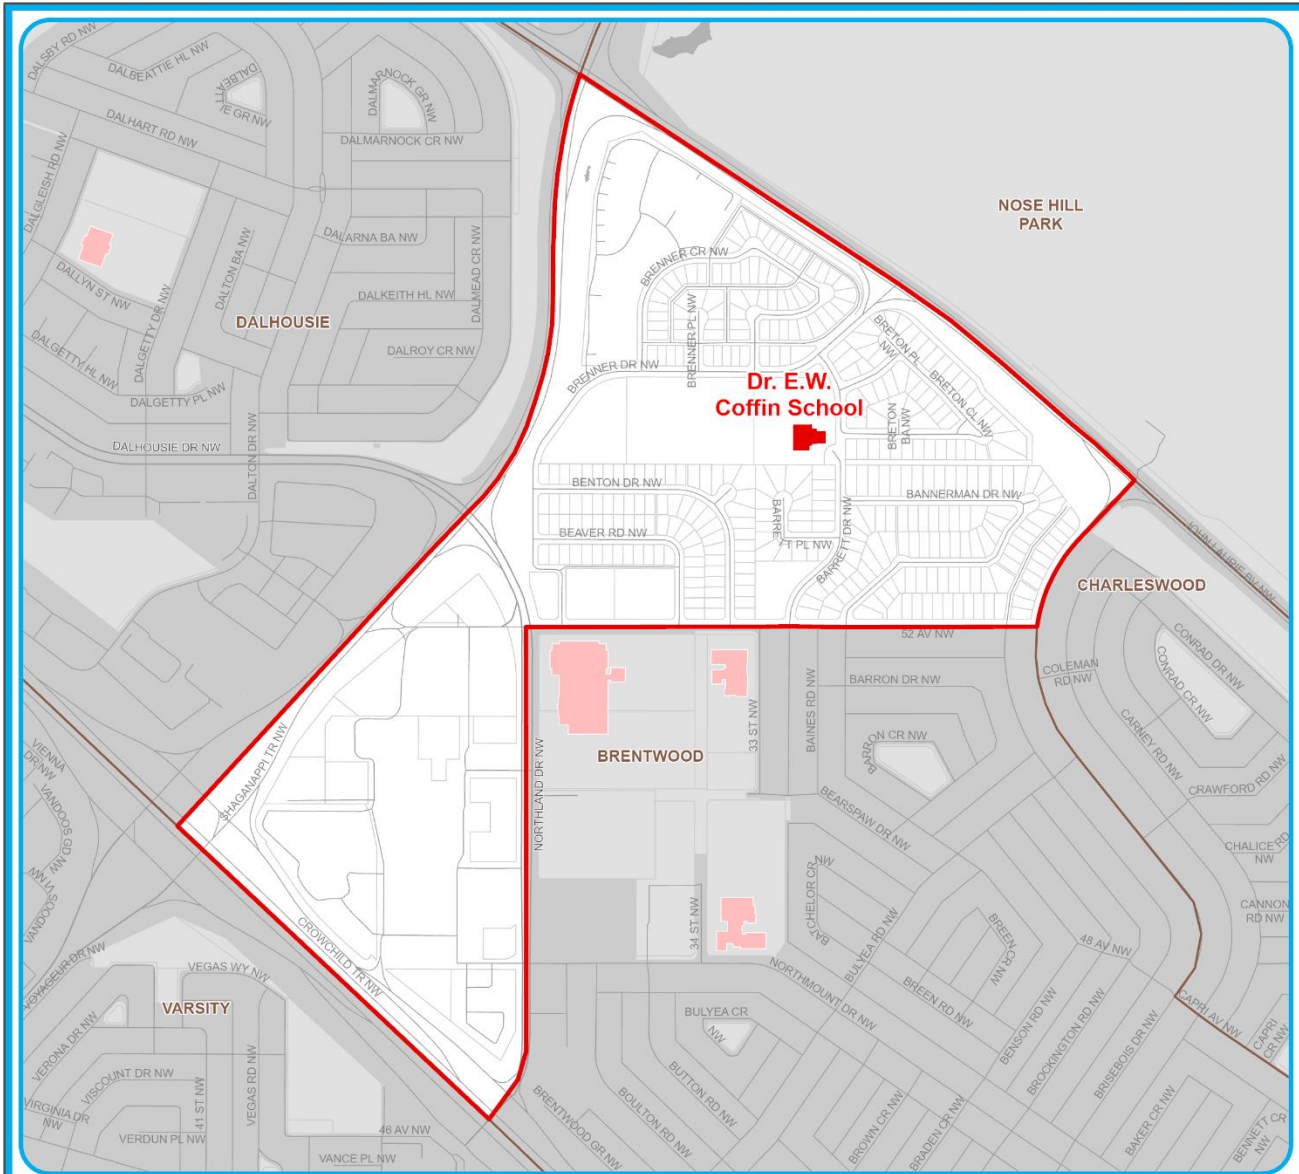 DALSBY RD NW
DALBEATTIE HL NW
DALBEATT
IE GR NW
DALMARNOCK GR NW
DALHART RD NW
DALMARNOCK CR NW
DALGLEISH RD NW
DALTON BA NW
DALARNA BA NW
DALMEAD CR NW
DALLYN ST NW
DALKEITH HL NW
DALHOUSIE
DALROY CR NW
DALGETTY HL NW
DALGETTY DR NW
DALGETTY PL NW
DALHOUSIE DR NW
DALTON DR NW
NOSE HILL
PARK
BRENNER CR NW
BRENNER PL NW
BRENNER DR NW
BRETON PL
NW
BRETON CL NW
BRETON
BA NW
Dr. E.W.
Coffin School
BENTON DR NW
BEAVER RD NW
BARRE
T PL NW
BARRETT DR NW
BANNERMAN DR NW
JOHN LAURIE BV NW
CHARLESWOOD
52 AV NW
COLEMAN
RD NW
CONRAD DR NW
CONRAD CR NW
CARNEY RD NW
CRAWFORD RD NW
CHALICE RD
NW
CANNON
RD NW
BARRON DR NW
BARRON CR NW
BAINES RD NW
33 ST NW
BRENTWOOD
NORTHLAND DR NW
SHAGANAPPI TR NW
VIENNA
DR NW
VANDOOS GD
NW
VANDOOS
VI NW
BEARSPAW DR NW
BATCHELOR CR
NW
BULYEA RD NW
34 ST NW
BREEN CR
NW
48 AV NW
CAPRI AV NW
CAPRI
CR NW
CROWCHILD TR NW
VOYAGEUR DR NW
VEGAS WY NW
VARSITY
VERONA DR NW
VISCOUNT DR NW
VIRGINIA DR
NW
41 ST NW
VEGAS RD NW
VERDUN PL NW
46 AV NW
VANCE PL NW
NORTHMOUNT DR NW
BULYEA CR
NW
BREEN RD NW
BENSON RD NW
BROCKINGTON RD NW
BRISEBOIS DR NW
BRENTWOOD GR NW
BOULTON RD NW
BUTTON RD NW
BROWN CR NW
BRADEN CR NW
BAKER CR NW
BENNETT CR
NW